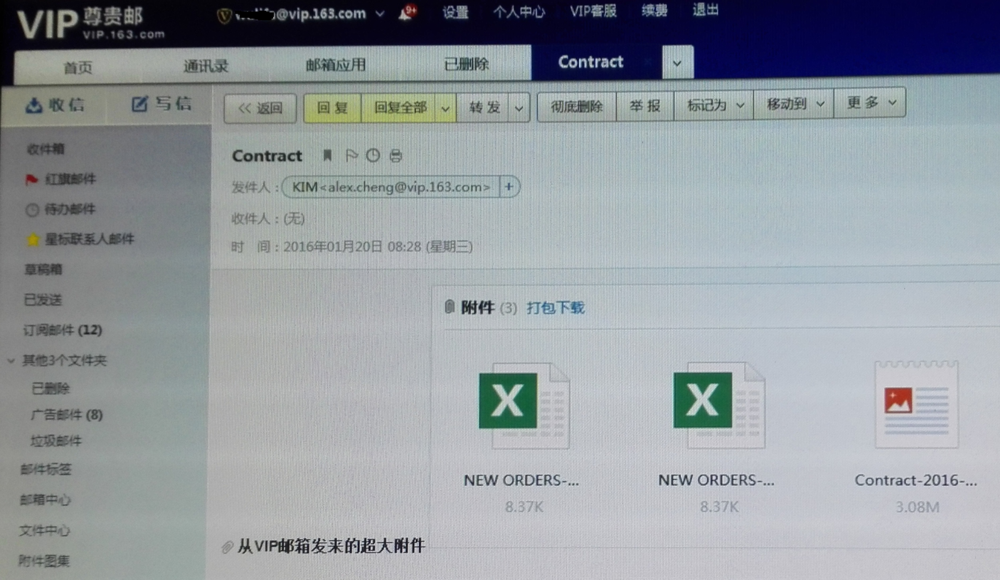 VIP 尊贵邮
VIP.163.com
@vip.163.com 9+ 设置 个人中心 VIP客服 续费 退出
首页 通讯录 邮箱应用 已删除 Contract
收信 写信
<< 返回 回复 回复全部 转发 彻底删除 举报 标记为 移动到 更多
收件箱
红旗邮件
待办邮件
星标联系人邮件
草稿箱
已发送
订阅邮件 (12)
其他3个文件夹
已删除
广告邮件 (8)
垃圾邮件
邮件标签
邮箱中心
文件中心
附件图集
Contract
发件人：KIM<alex.cheng@vip.163.com> +
收件人：(无)
时 间：2016年01月20日 08:28 (星期三)
附件 (3) 打包下载
NEW ORDERS-... NEW ORDERS-... Contract-2016-...
8.37K 8.37K 3.08M
从VIP邮箱发来的超大附件